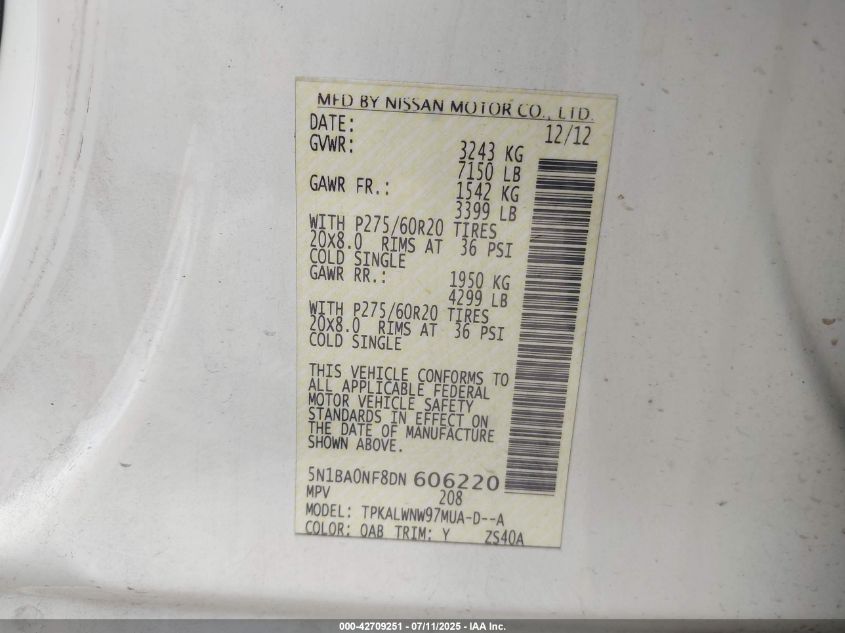 MFD BY NISSAN MOTOR CO., LTD.
DATE: 12/12
GVWR: 3243 KG
7150 LB
GAWR FR.: 1542 KG
3399 LB
WITH P275/60R20 TIRES
20X8.0 RIMS AT 36 PSI
COLD SINGLE
GAWR RR.: 1950 KG
4299 LB
WITH P275/60R20 TIRES
20X8.0 RIMS AT 36 PSI
COLD SINGLE
THIS VEHICLE CONFORMS TO
ALL APPLICABLE FEDERAL
MOTOR VEHICLE SAFETY
STANDARDS IN EFFECT ON
THE DATE OF MANUFACTURE
SHOWN ABOVE.
5N1BA0NF8DN 606220
MPV 208
MODEL: TPKALWNW97MUA-D--A
COLOR: QAB TRIM: Y ZS40A
000-42709251 - 07/11/2025 - IAA Inc.